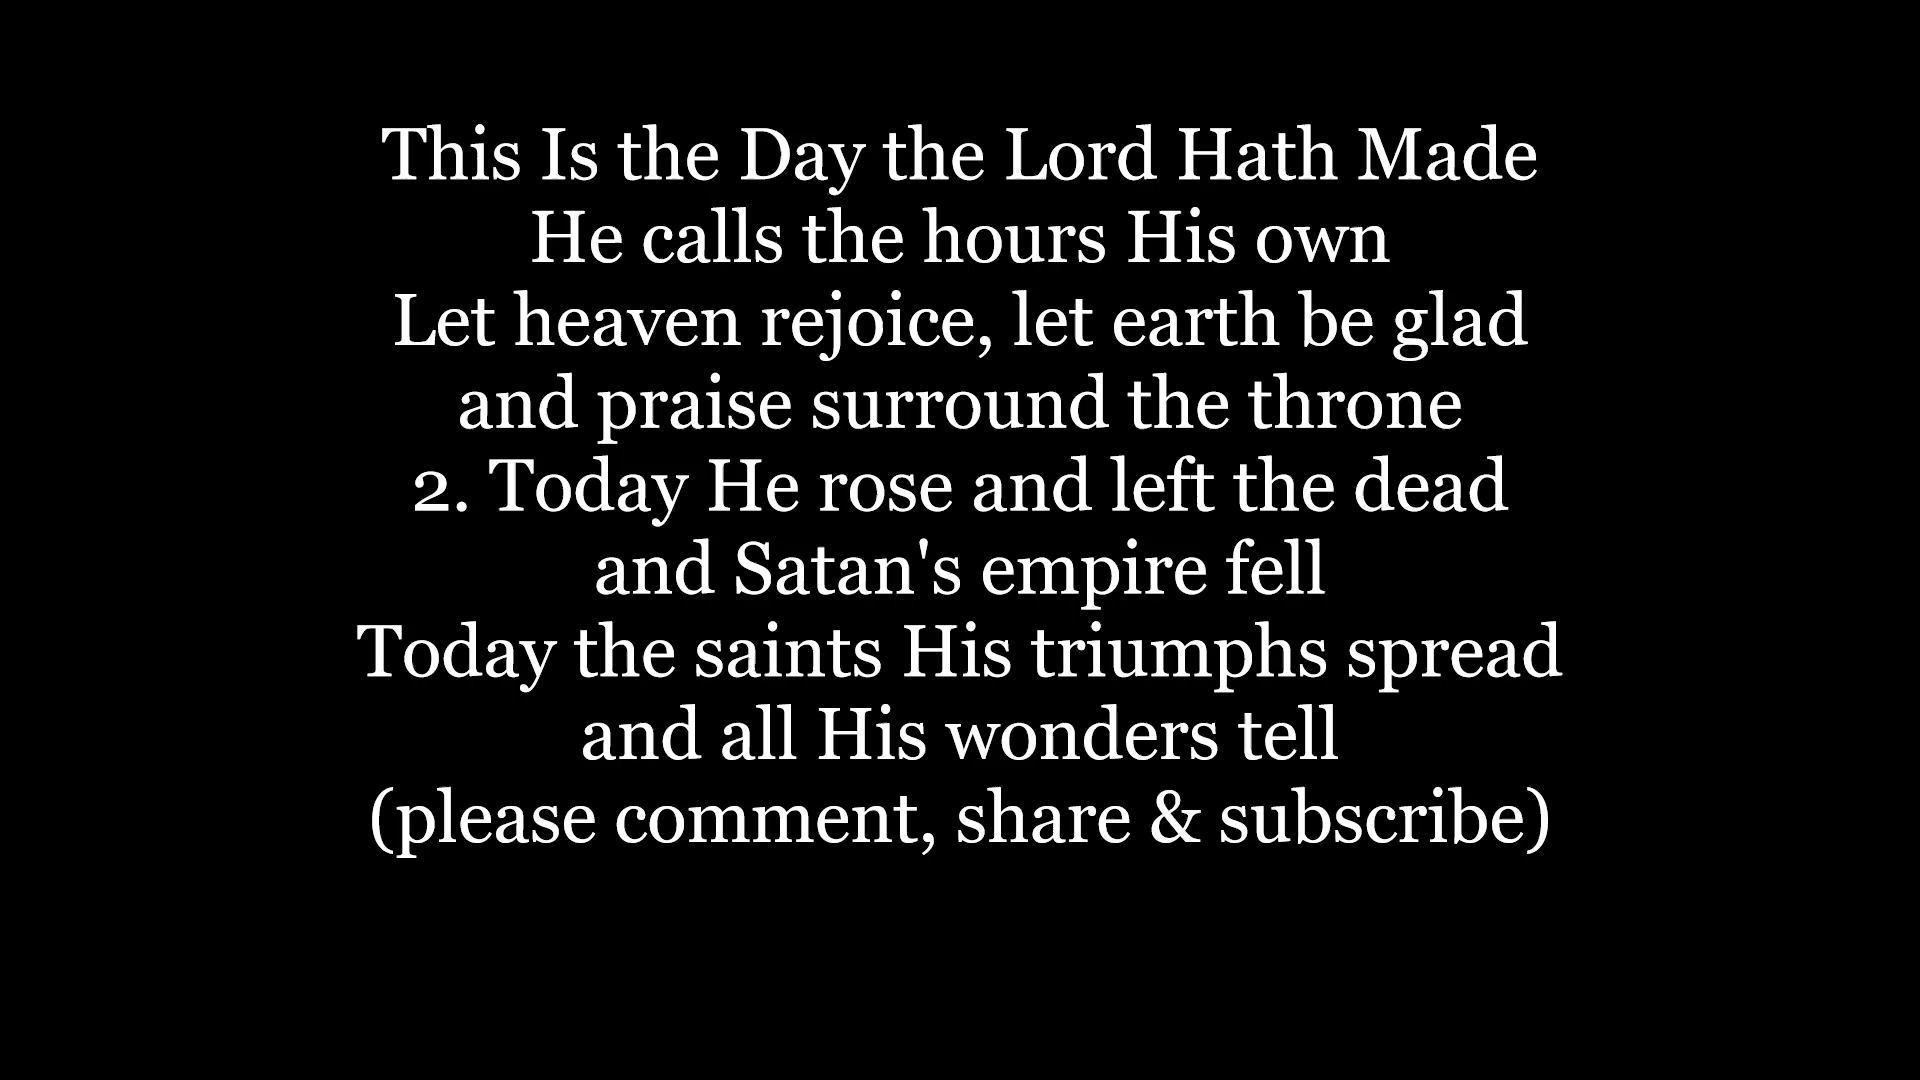 This Is the Day the Lord Hath Made
He calls the hours His own
Let heaven rejoice, let earth be glad
and praise surround the throne
2. Today He rose and left the dead
and Satan's empire fell
Today the saints His triumphs spread
and all His wonders tell
(please comment, share & subscribe)